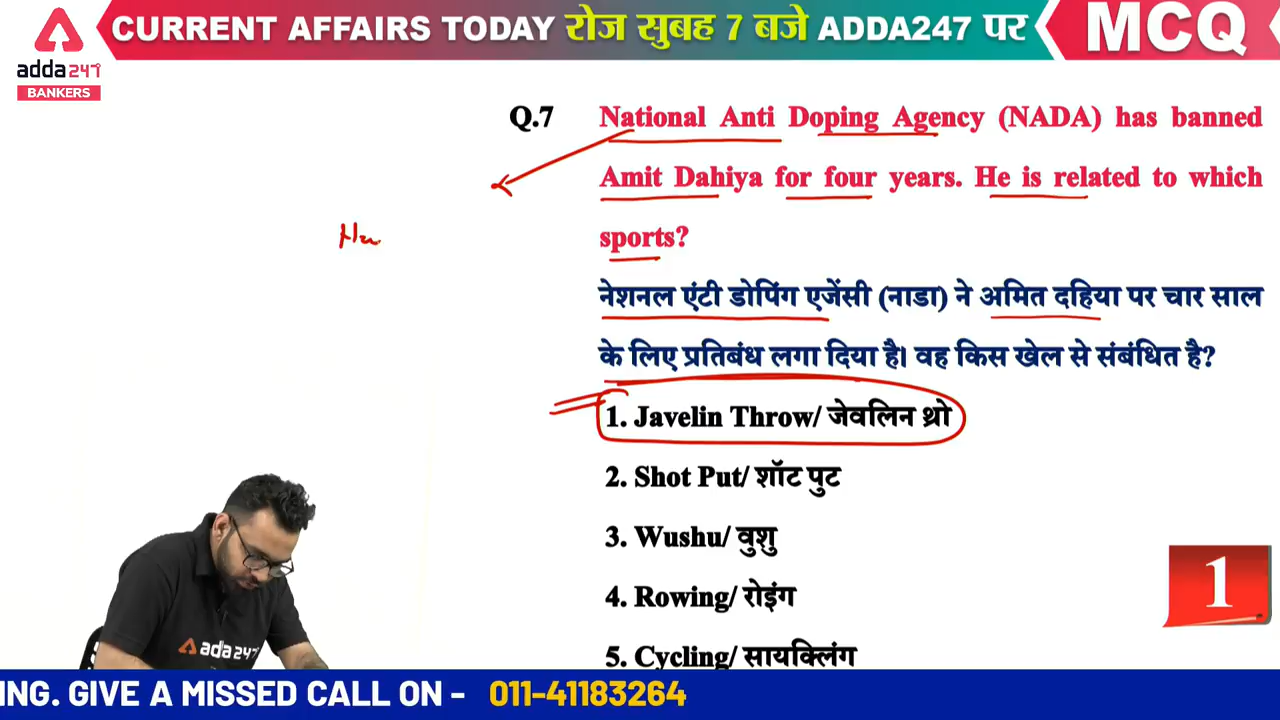 CURRENT AFFAIRS TODAY रोज सुबह 7 बजे ADDA247 पर
MCQ
adda247
BANKERS
Q.7 National Anti Doping Agency (NADA) has banned
Amit Dahiya for four years. He is related to which
sports?
नेशनल एंटी डोपिंग एजेंसी (नाडा) ने अमित दहिया पर चार साल
के लिए प्रतिबंध लगा दिया है। वह किस खेल से संबंधित है?
1. Javelin Throw/ जेवलिन थ्रो
2. Shot Put/ शॉट पुट
3. Wushu/ वुशु
4. Rowing/ रोइंग
5. Cycling/ सायक्लिंग
1
adda247
ING. GIVE A MISSED CALL ON - 011-41183264